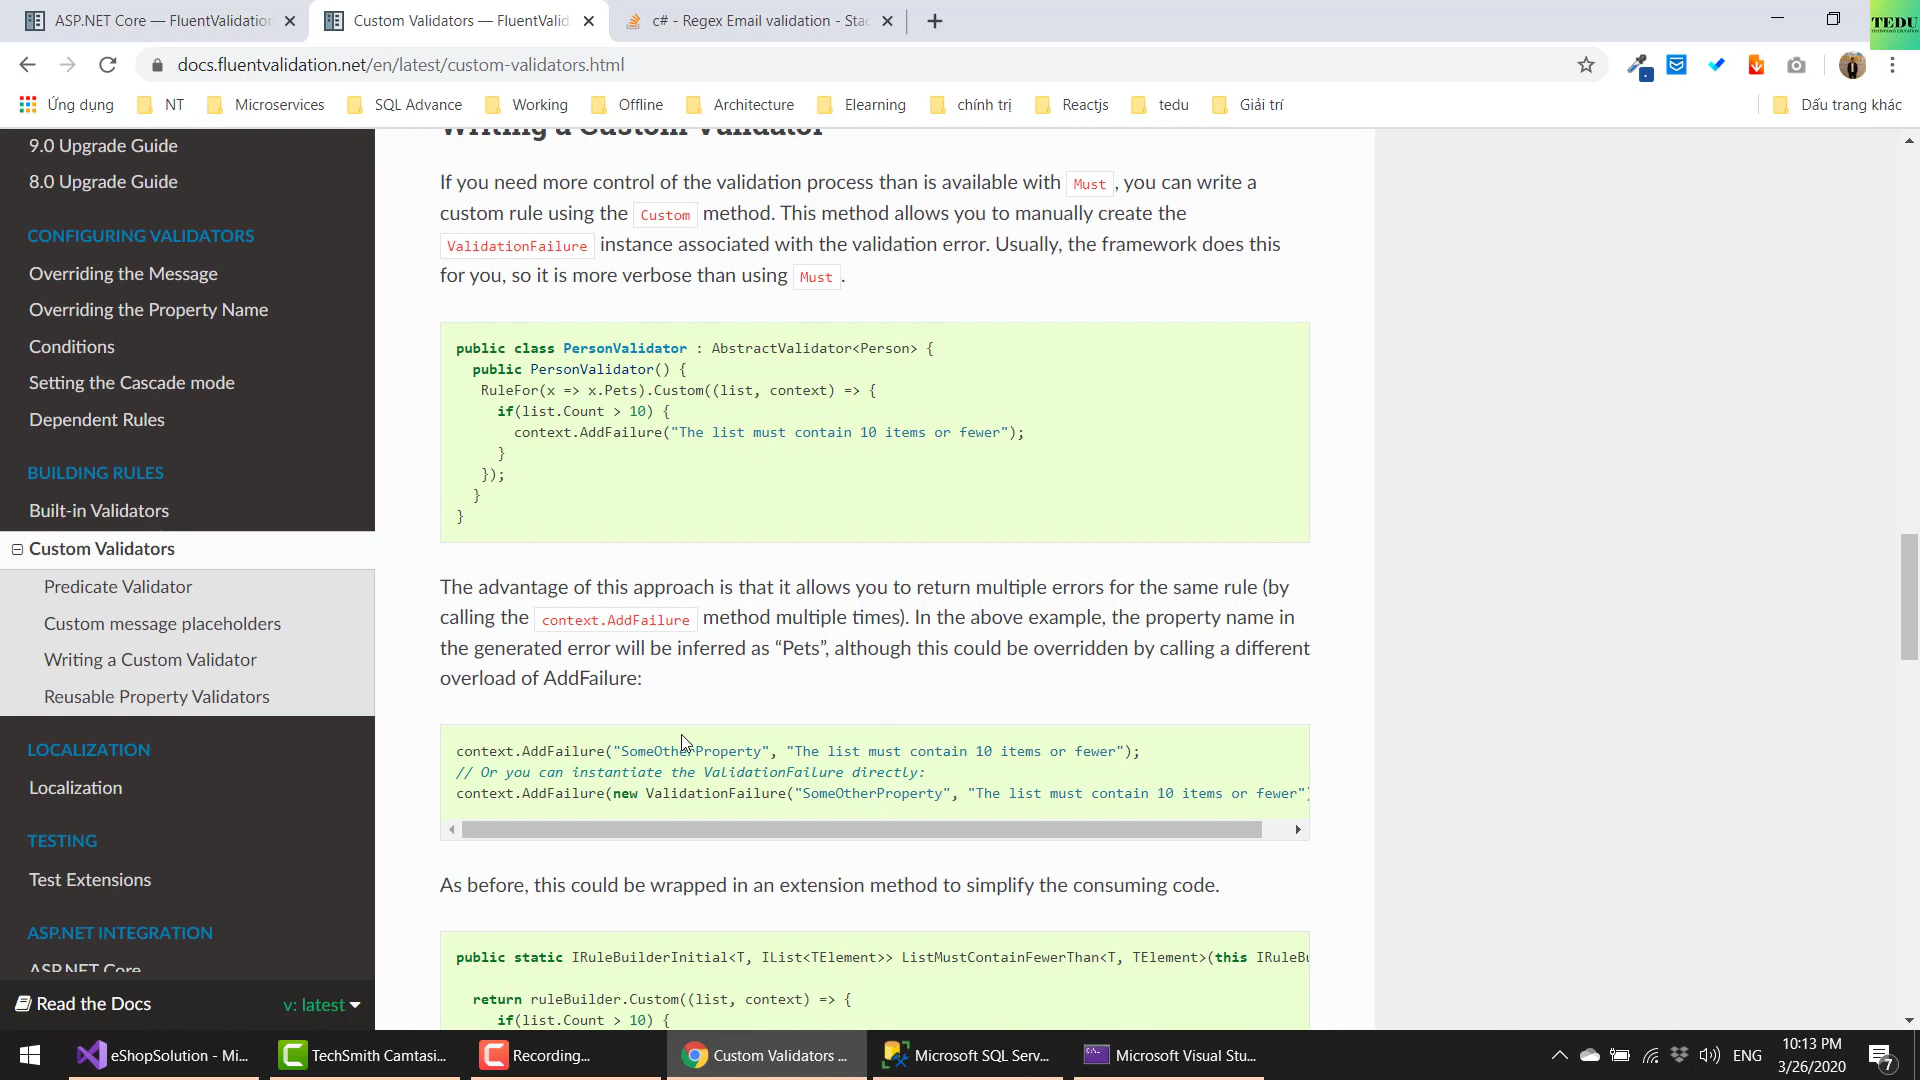 ASP.NET Core — FluentValidation
Custom Validators — FluentValid
c# - Regex Email validation - Stac
TEDU
TECHNOLOGY EDUCATION
docs.fluentvalidation.net/en/latest/custom-validators.html
Ứng dụng
NT
Microservices
SQL Advance
Working
Offline
Architecture
Elearning
chính trị
Reactjs
tedu
Giải trí
Dấu trang khác
9.0 Upgrade Guide
8.0 Upgrade Guide
CONFIGURING VALIDATORS
Overriding the Message
Overriding the Property Name
Conditions
Setting the Cascade mode
Dependent Rules
BUILDING RULES
Built-in Validators
Custom Validators
Predicate Validator
Custom message placeholders
Writing a Custom Validator
Reusable Property Validators
LOCALIZATION
Localization
TESTING
Test Extensions
ASP.NET INTEGRATION
ASP.NET Core
Read the Docs
v: latest
Writing a Custom Validator
If you need more control of the validation process than is available with Must, you can write a
custom rule using the Custom method. This method allows you to manually create the
ValidationFailure instance associated with the validation error. Usually, the framework does this
for you, so it is more verbose than using Must.
public class PersonValidator : AbstractValidator<Person> {
public PersonValidator() {
RuleFor(x => x.Pets).Custom((list, context) => {
if(list.Count > 10) {
context.AddFailure("The list must contain 10 items or fewer");
}
});
}
}
The advantage of this approach is that it allows you to return multiple errors for the same rule (by
calling the context.AddFailure method multiple times). In the above example, the property name in
the generated error will be inferred as “Pets”, although this could be overridden by calling a different
overload of AddFailure:
context.AddFailure("SomeOtherProperty", "The list must contain 10 items or fewer");
// Or you can instantiate the ValidationFailure directly:
context.AddFailure(new ValidationFailure("SomeOtherProperty", "The list must contain 10 items or fewer")
As before, this could be wrapped in an extension method to simplify the consuming code.
public static IRuleBuilderInitial<T, IList<TElement>> ListMustContainFewerThan<T, TElement>(this IRuleBu
return ruleBuilder.Custom((list, context) => {
if(list.Count > 10) {
eShopSolution - Mi...
TechSmith Camtasi...
Recording...
Custom Validators ...
Microsoft SQL Serv...
Microsoft Visual Stu...
ENG
10:13 PM
3/26/2020
7